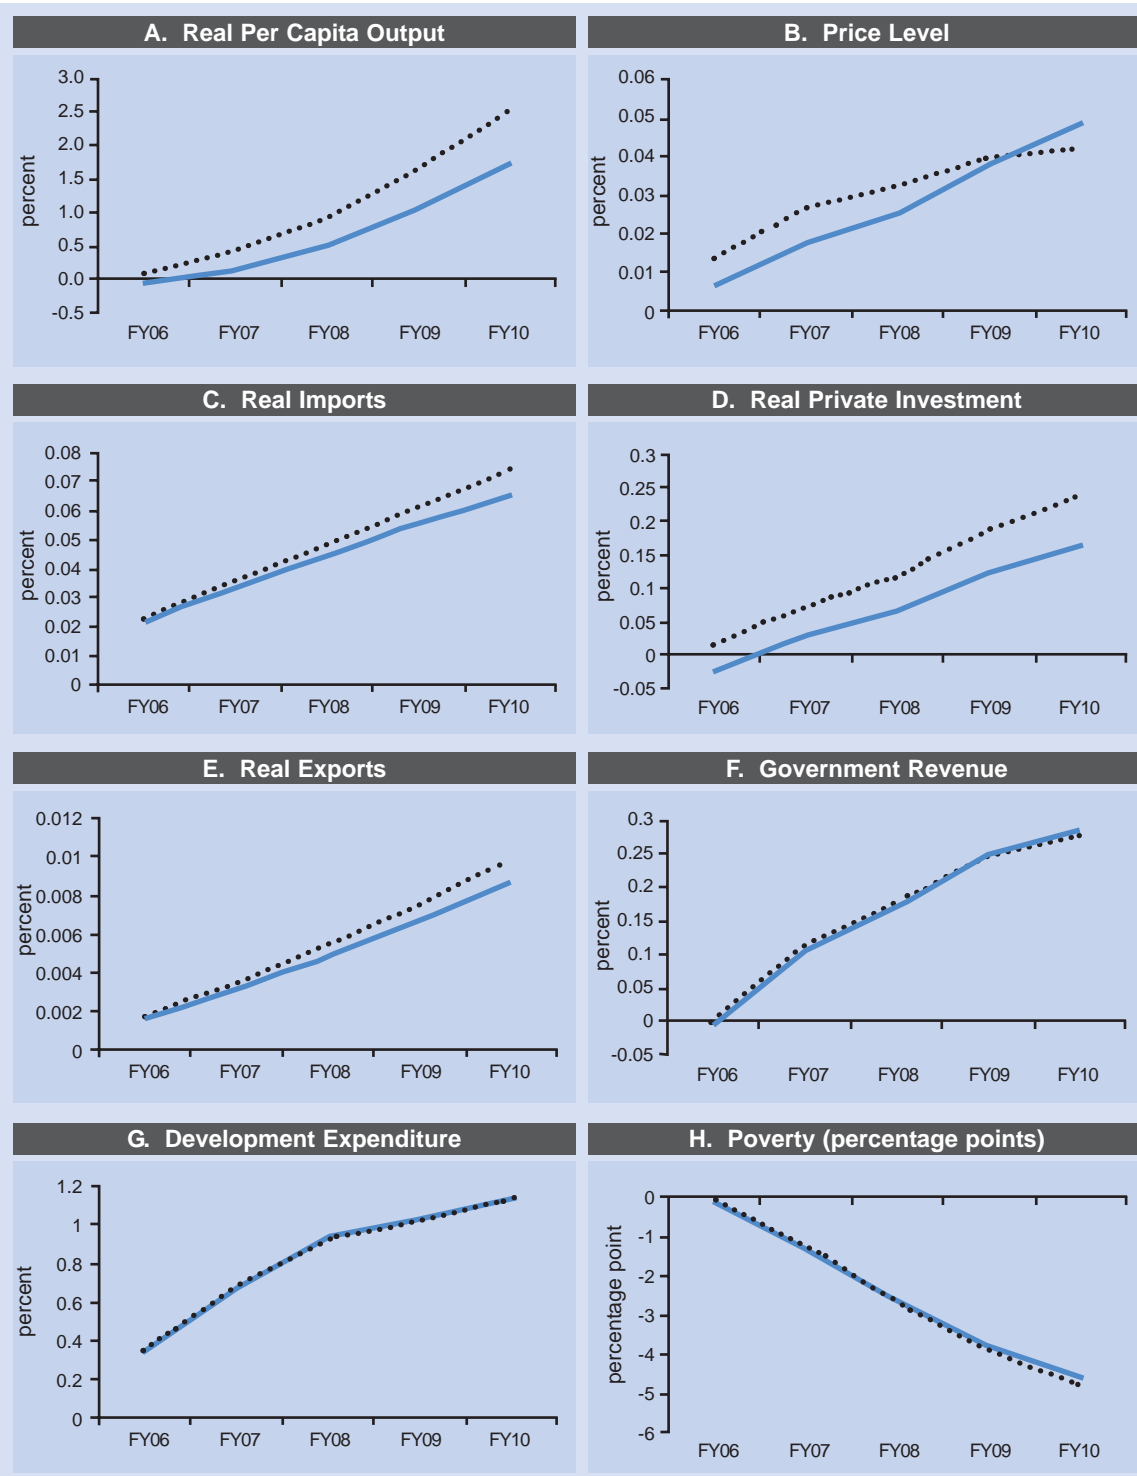 A. Real Per Capita Output
percent
3.0
2.5
2.0
1.5
1.0
0.5
0.0
-0.5
FY06 FY07 FY08 FY09 FY10
B. Price Level
percent
0.06
0.05
0.04
0.03
0.02
0.01
0
FY06 FY07 FY08 FY09 FY10
C. Real Imports
percent
0.08
0.07
0.06
0.05
0.04
0.03
0.02
0.01
0
FY06 FY07 FY08 FY09 FY10
D. Real Private Investment
percent
0.3
0.25
0.2
0.15
0.1
0.05
0
-0.05
FY06 FY07 FY08 FY09 FY10
E. Real Exports
percent
0.012
0.01
0.008
0.006
0.004
0.002
0
FY06 FY07 FY08 FY09 FY10
F. Government Revenue
percent
0.3
0.25
0.2
0.15
0.1
0.05
0
-0.05
FY06 FY07 FY08 FY09 FY10
G. Development Expenditure
percent
1.2
1
0.8
0.6
0.4
0.2
0
FY06 FY07 FY08 FY09 FY10
H. Poverty (percentage points)
percentage point
0
-1
-2
-3
-4
-5
-6
FY06 FY07 FY08 FY09 FY10